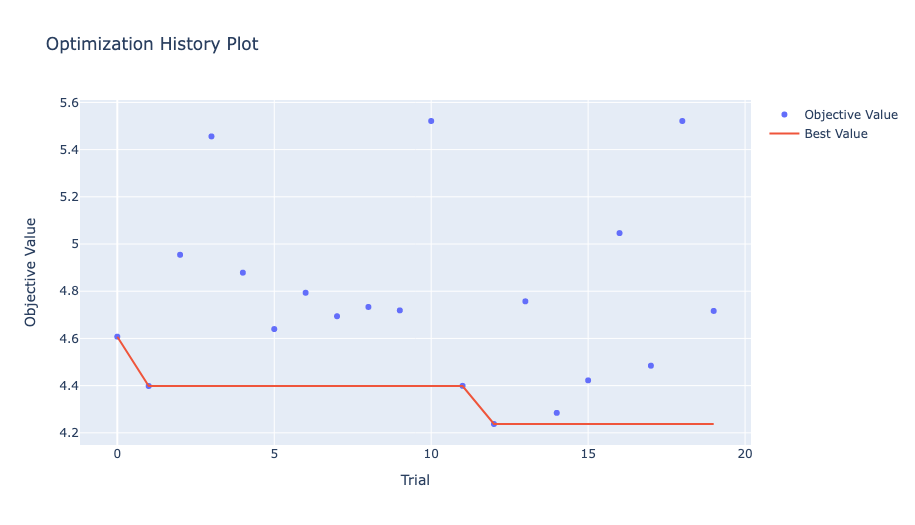 Optimization History Plot
Objective Value
Best Value
5.6
5.4
5.2
5
4.8
4.6
4.4
4.2
Objective Value
0 5 10 15 20
Trial